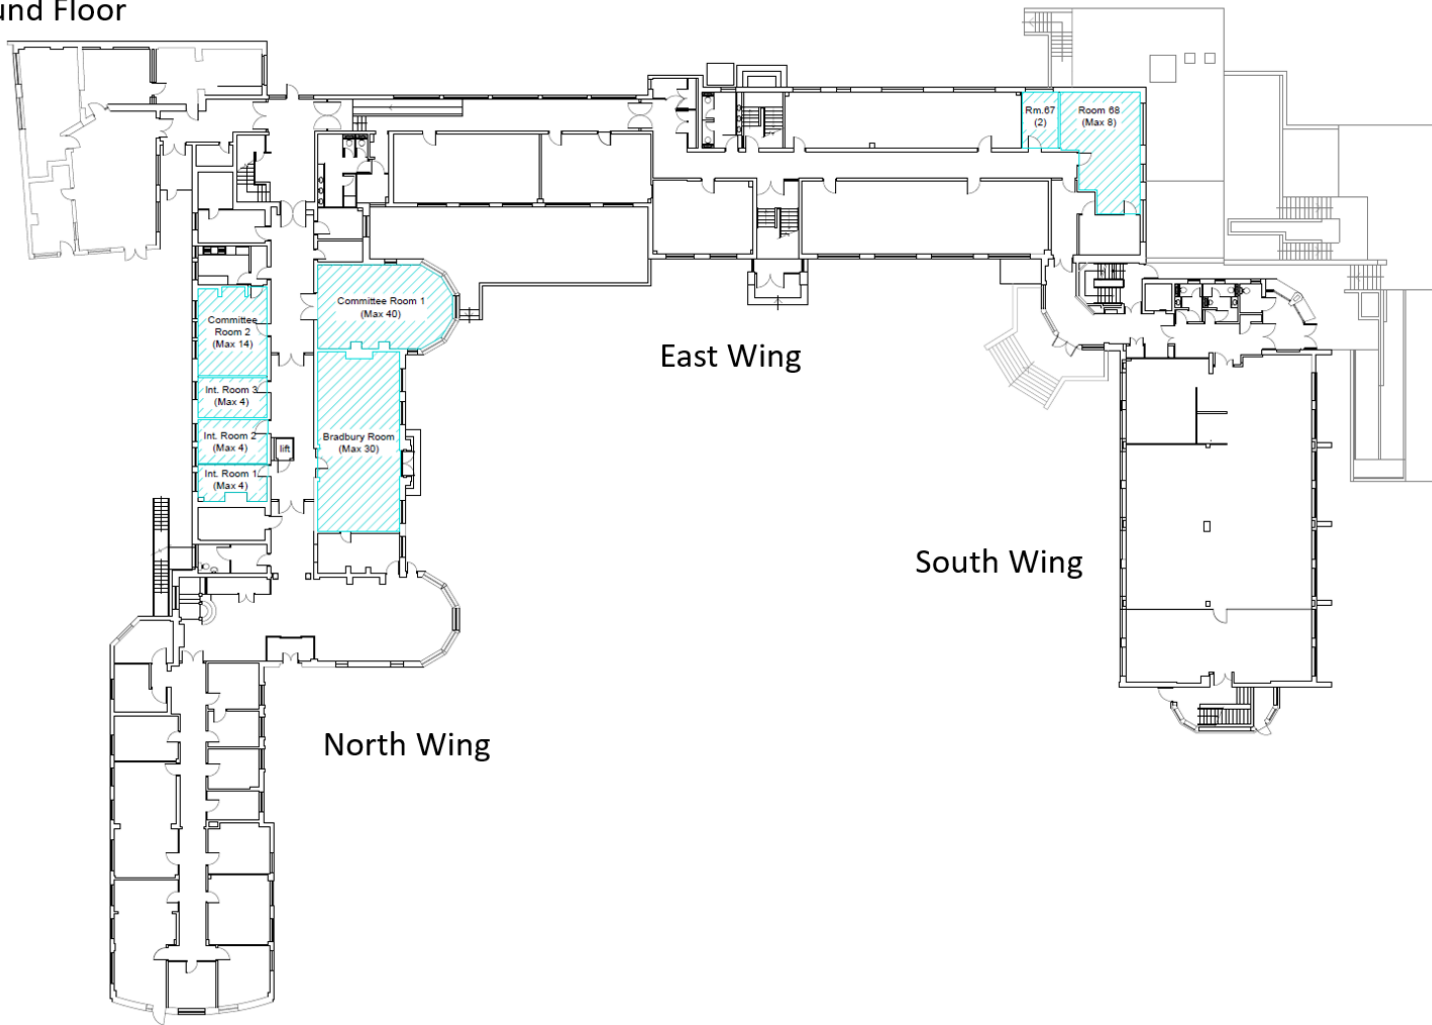 und Floor
Rm.67
(2)
Room 68
(Max 8)
Committee Room 1
(Max 40)
Committee
Room 2
(Max 14)
Int. Room 3
(Max 4)
Int. Room 2
(Max 4)
Int. Room 1
(Max 4)
lift
Bradbury Room
(Max 30)
East Wing
South Wing
North Wing